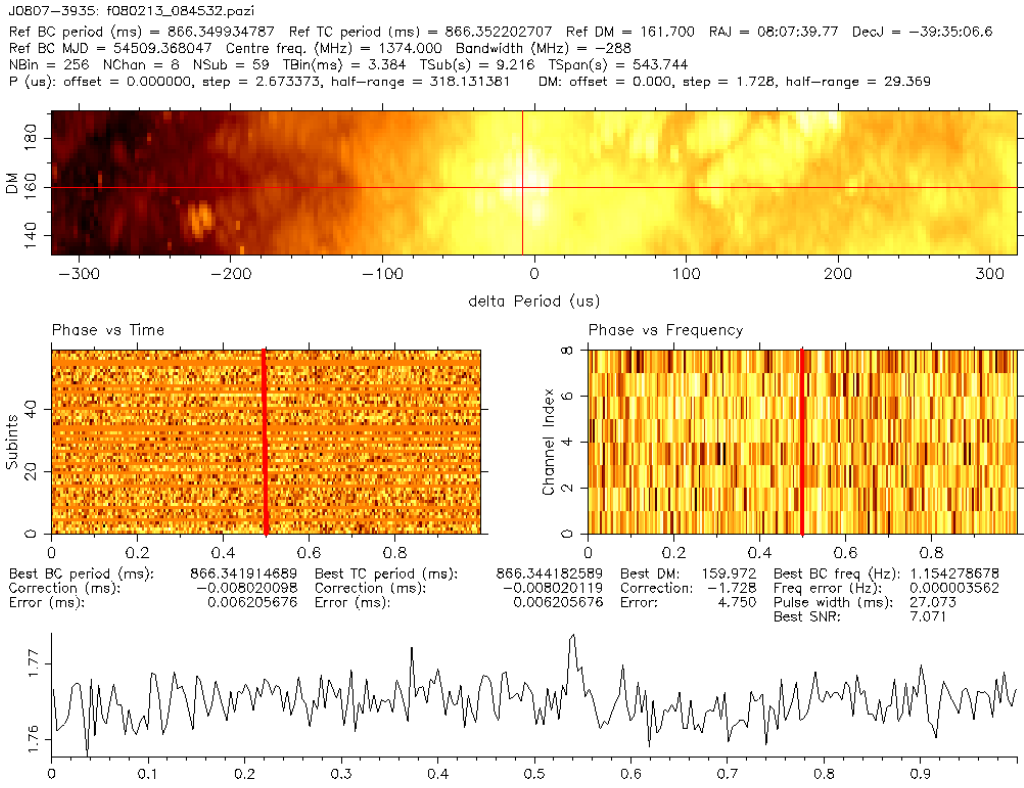 J0807-3935: f080213_084532.pazi
Ref BC period (ms) = 866.349934787 Ref TC period (ms) = 866.352202707 Ref DM = 161.700 RAJ = 08:07:39.77 DecJ = -39:35:06.6
Ref BC MJD = 54509.368047 Centre freq. (MHz) = 1374.000 Bandwidth (MHz) = -288
NBin = 256 NChan = 8 NSub = 59 TBin(ms) = 3.384 TSub(s) = 9.216 TSpan(s) = 543.744
P (us): offset = 0.000000, step = 2.673373, half-range = 318.131381 DM: offset = 0.000, step = 1.728, half-range = 29.369
DM
180
160
140
-300 -200 -100 0 100 200 300
delta Period (us)
Phase vs Time
Subints
40
20
0
0 0.2 0.4 0.6 0.8
Phase vs Frequency
Channel Index
8
6
4
2
0
0 0.2 0.4 0.6 0.8
Best BC period (ms): 866.341914689 Best TC period (ms): 866.344182589 Best DM: 159.972 Best BC freq (Hz): 1.154278678
Correction (ms): -0.008020098 Correction (ms): -0.008020119 Correction: -1.728 Freq error (Hz): 0.000003562
Error (ms): 0.006205676 Error (ms): 0.006205676 Error: 4.750 Pulse width (ms): 27.073
Best SNR: 7.071
1.77
1.76
0 0.1 0.2 0.3 0.4 0.5 0.6 0.7 0.8 0.9